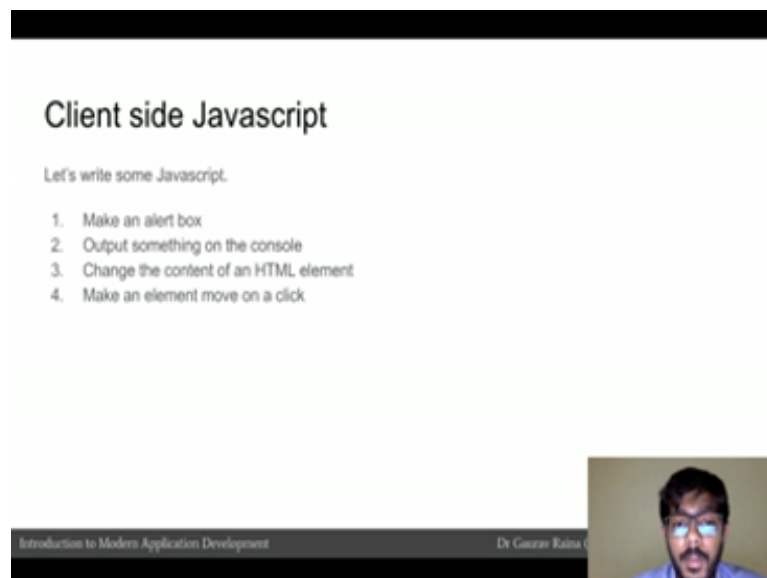 Client side Javascript
Let's write some Javascript.
1. Make an alert box
2. Output something on the console
3. Change the content of an HTML element
4. Make an element move on a click
Introduction to Modern Application Development
Dr Gaurav Raina (